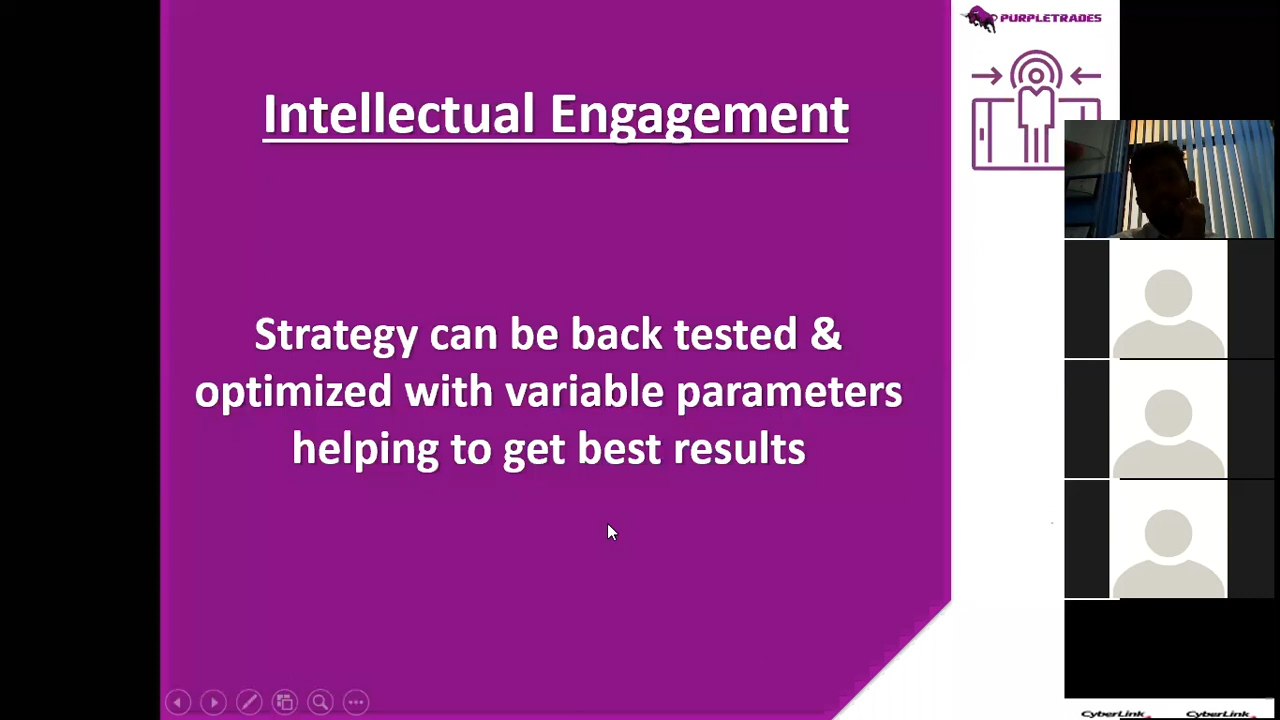 PURPLETRADES
Intellectual Engagement
Strategy can be back tested &
optimized with variable parameters
helping to get best results
CyberLink CyberLink